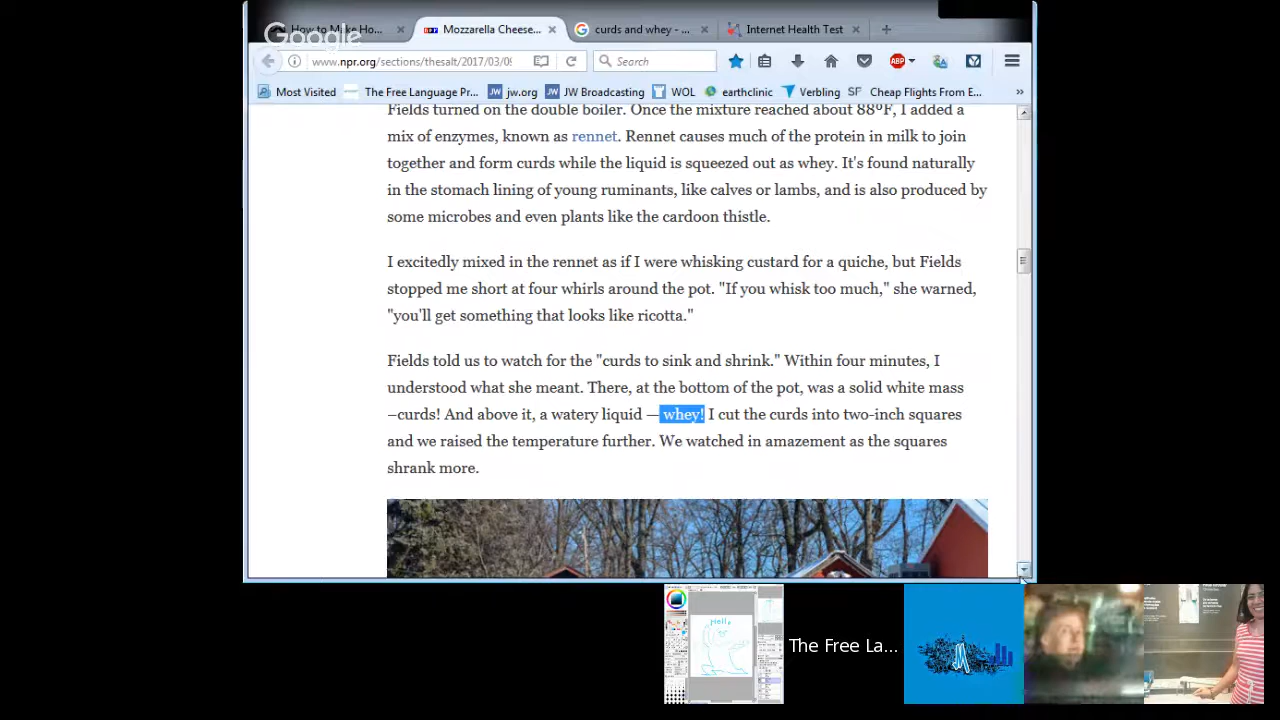 Google
How to Make Ho...
Mozzarella Cheese...
curds and whey - ...
Internet Health Test
www.npr.org/sections/thesalt/2017/03/09
Search
ABP
Most Visited
The Free Language Pr...
jw.org
JW Broadcasting
WOL
earthclinic
Verbling
SF Cheap Flights From E...
Fields turned on the double boiler. Once the mixture reached about 88ºF, I added a
mix of enzymes, known as rennet. Rennet causes much of the protein in milk to join
together and form curds while the liquid is squeezed out as whey. It's found naturally
in the stomach lining of young ruminants, like calves or lambs, and is also produced by
some microbes and even plants like the cardoon thistle.
I excitedly mixed in the rennet as if I were whisking custard for a quiche, but Fields
stopped me short at four whirls around the pot. "If you whisk too much," she warned,
"you'll get something that looks like ricotta."
Fields told us to watch for the "curds to sink and shrink." Within four minutes, I
understood what she meant. There, at the bottom of the pot, was a solid white mass
–curds! And above it, a watery liquid — whey! I cut the curds into two-inch squares
and we raised the temperature further. We watched in amazement as the squares
shrank more.
Hello
The Free La...